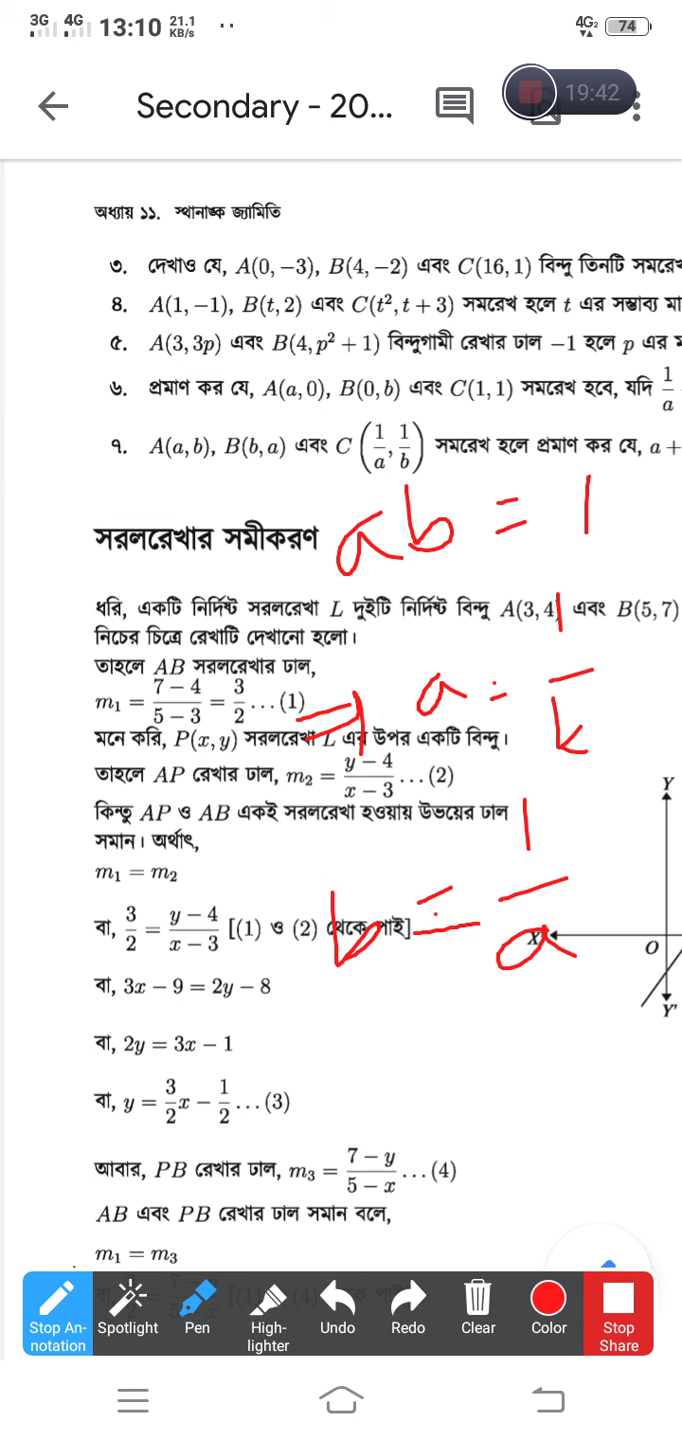 3G 4G 13:10 21.1 KB/s ·· 4G2 74
Secondary - 20... 19:42
অধ্যায় ১১. স্থানাঙ্ক জ্যামিতি
৩. দেখাও যে, A(0, −3), B(4, −2) এবং C(16, 1) বিন্দু তিনটি সমরেখ
৪. A(1, −1), B(t, 2) এবং C(t², t + 3) সমরেখ হলে t এর সম্ভাব্য মা
৫. A(3, 3p) এবং B(4, p² + 1) বিন্দুগামী রেখার ঢাল −1 হলে p এর
৬. প্রমাণ কর যে, A(a, 0), B(0, b) এবং C(1, 1) সমরেখ হবে, যদি 1/a
৭. A(a, b), B(b, a) এবং C (1/a, 1/b) সমরেখ হলে প্রমাণ কর যে, a +
ab = 1
সরলরেখার সমীকরণ
ধরি, একটি নির্দিষ্ট সরলরেখা L দুইটি নির্দিষ্ট বিন্দু A(3, 4) এবং B(5, 7)
নিচের চিত্রে রেখাটি দেখানো হলো।
তাহলে AB সরলরেখার ঢাল,
m₁ = (7 − 4)/(5 − 3) = 3/2 ... (1)
⇒ a = 1/b
মনে করি, P(x, y) সরলরেখা L এর উপর একটি বিন্দু।
তাহলে AP রেখার ঢাল, m₂ = (y − 4)/(x − 3) ... (2)
Y
কিন্তু AP ও AB একই সরলরেখা হওয়ায় উভয়ের ঢাল
সমান। অর্থাৎ,
m₁ = m₂
বা, 3/2 = (y − 4)/(x − 3) [(1) ও (2) থেকে পাই]
b = 1/a
X' O
বা, 3x − 9 = 2y − 8
Y'
বা, 2y = 3x − 1
বা, y = 3/2 x − 1/2 ... (3)
আবার, PB রেখার ঢাল, m₃ = (7 − y)/(5 − x) ... (4)
AB এবং PB রেখার ঢাল সমান বলে,
m₁ = m₃
Stop An- Spotlight Pen High- Undo Redo Clear Color Stop
notation lighter Share